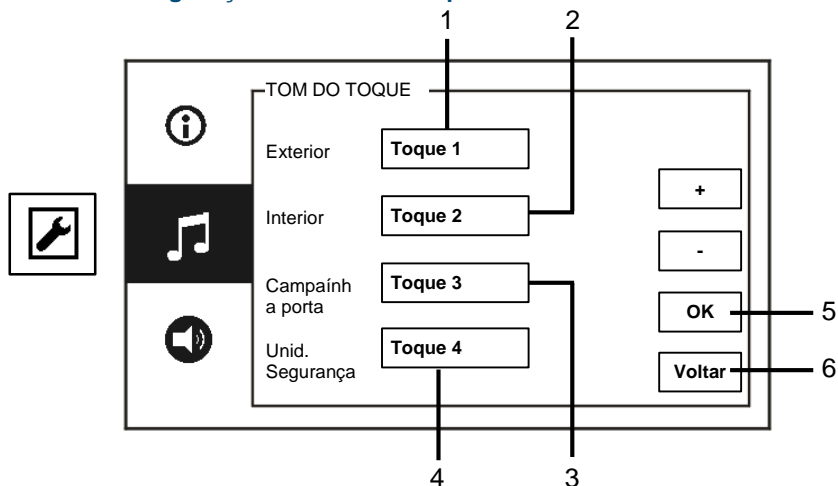 1
2
TOM DO TOQUE
Exterior
Toque 1
Interior
Toque 2
+
-
Campaính
a porta
Toque 3
OK
5
Unid.
Segurança
Toque 4
Voltar
6
4
3